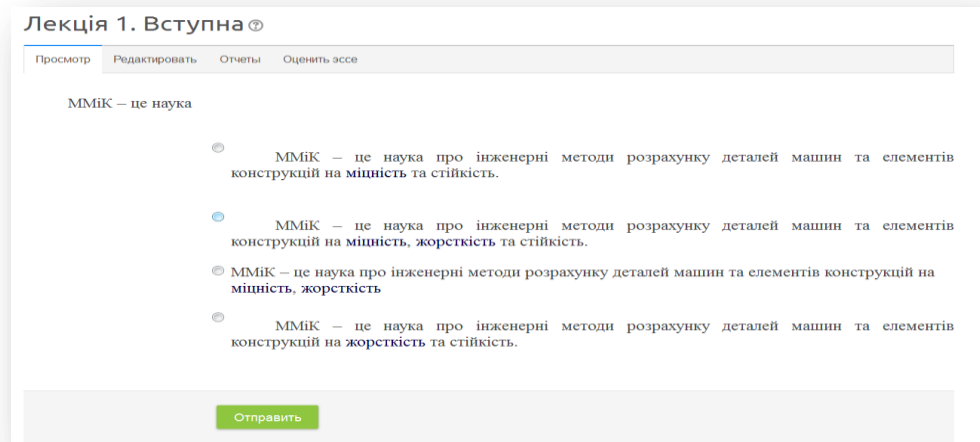 Лекція 1. Вступна
Просмотр Редактировать Отчеты Оценить эссе
ММіК – це наука
ММіК – це наука про інженерні методи розрахунку деталей машин та елементів
конструкцій на міцність та стійкість.
ММіК – це наука про інженерні методи розрахунку деталей машин та елементів
конструкцій на міцність, жорсткість та стійкість.
ММіК – це наука про інженерні методи розрахунку деталей машин та елементів конструкцій на
міцність, жорсткість
ММіК – це наука про інженерні методи розрахунку деталей машин та елементів
конструкцій на жорсткість та стійкість.
Отправить